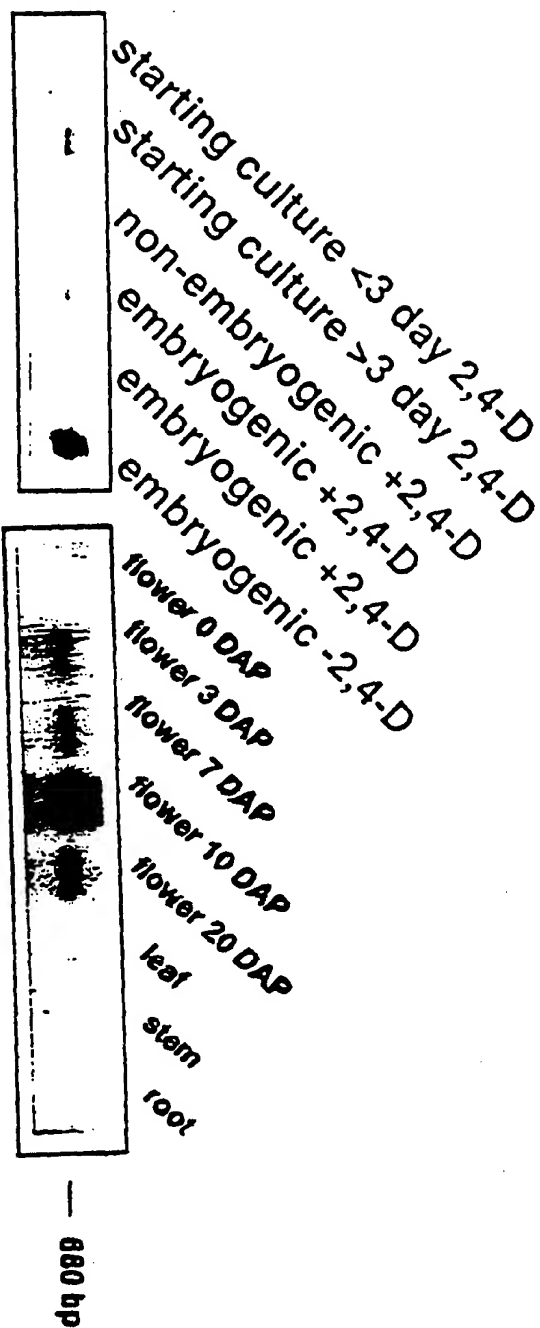 starting culture <3 day 2,4-D
starting culture >3 day 2,4-D
non-embryogenic +2,4-D
embryogenic +2,4-D
embryogenic +2,4-D
embryogenic -2,4-D
flower 0 DAP
flower 3 DAP
flower 7 DAP
flower 10 DAP
flower 20 DAP
leaf
stem
root
— 680 bp